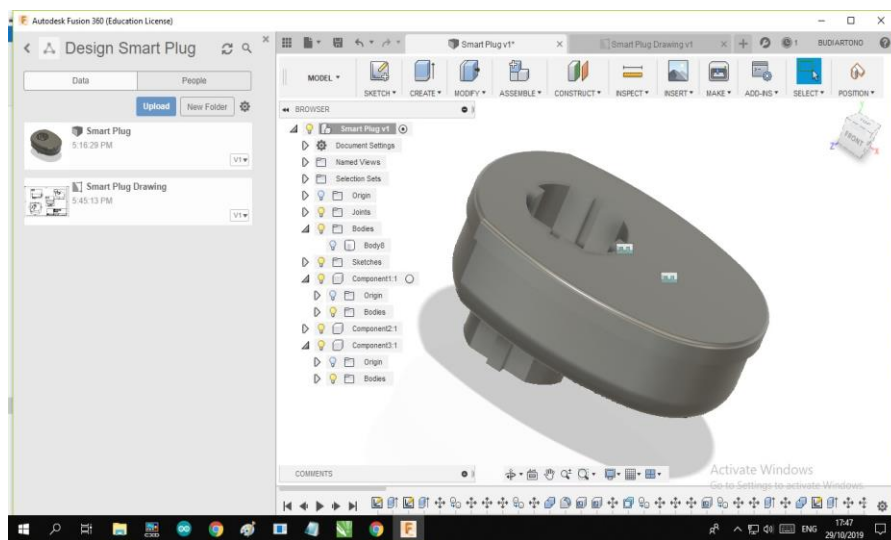 Autodesk Fusion 360 (Education License)
Design Smart Plug
Data People
Upload New Folder
Smart Plug
5:16:29 PM
V1
Smart Plug Drawing
5:45:13 PM
V1
Smart Plug v1*
Smart Plug Drawing v1
1
BUDIARTONO
MODEL
SKETCH CREATE MODIFY ASSEMBLE CONSTRUCT INSPECT INSERT MAKE ADD-INS SELECT POSITION
BROWSER
Smart Plug v1
Document Settings
Named Views
Selection Sets
Origin
Joints
Bodies
Body8
Sketches
Component1:1
Origin
Bodies
Component2:1
Component3:1
Origin
Bodies
FRONT
Z
X
COMMENTS
Activate Windows
Go to Settings to activate Windows.
ENG
17:47
29/10/2019